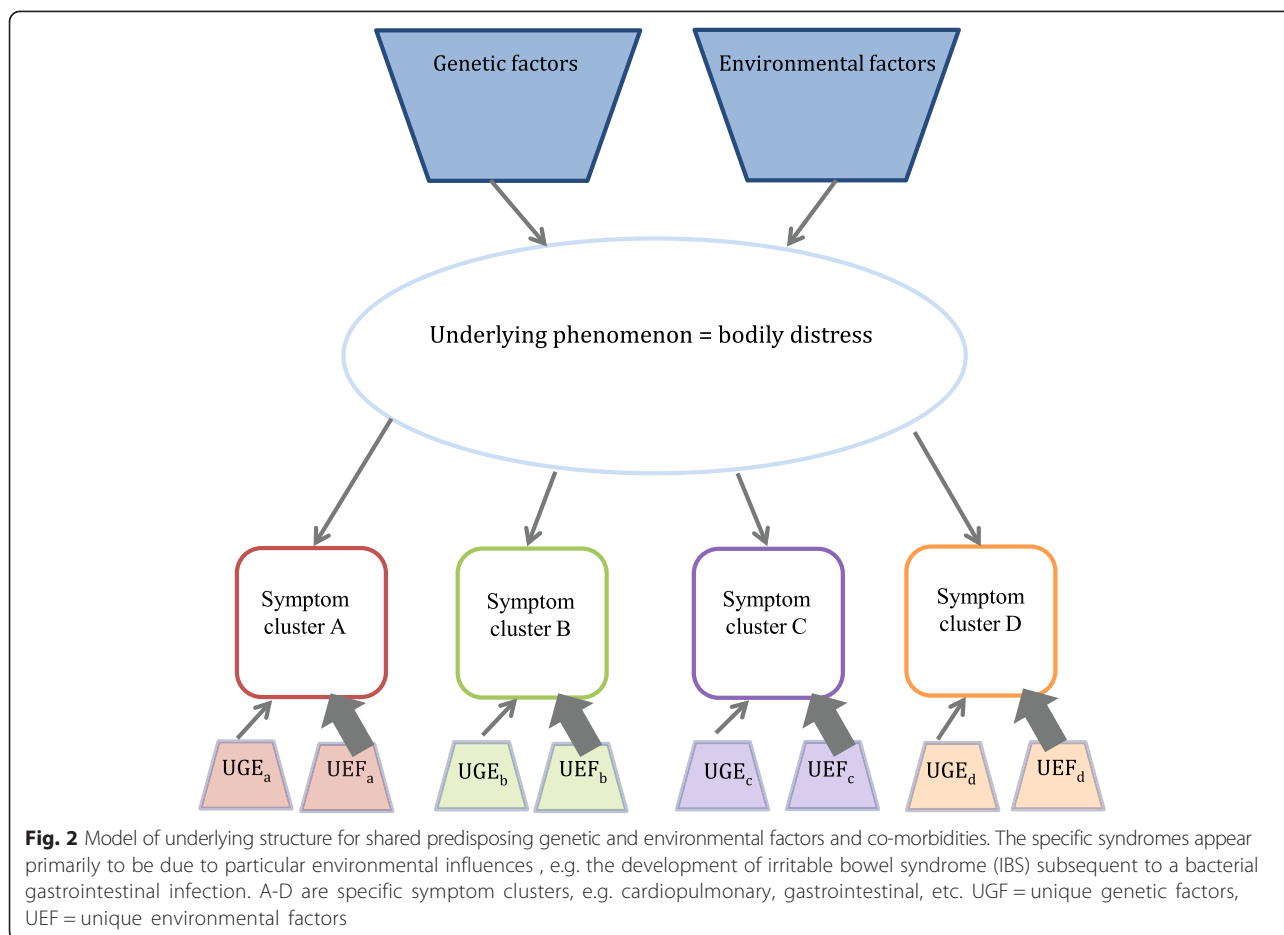 Genetic factors
Environmental factors
Underlying phenomenon = bodily distress
Symptom
cluster A
Symptom
cluster B
Symptom
cluster C
Symptom
cluster D
UGEa
UEFa
UGEb
UEFb
UGEc
UEFc
UGEd
UEFd
Fig. 2 Model of underlying structure for shared predisposing genetic and environmental factors and co-morbidities. The specific syndromes appear
primarily to be due to particular environmental influences , e.g. the development of irritable bowel syndrome (IBS) subsequent to a bacterial
gastrointestinal infection. A-D are specific symptom clusters, e.g. cardiopulmonary, gastrointestinal, etc. UGF = unique genetic factors,
UEF = unique environmental factors